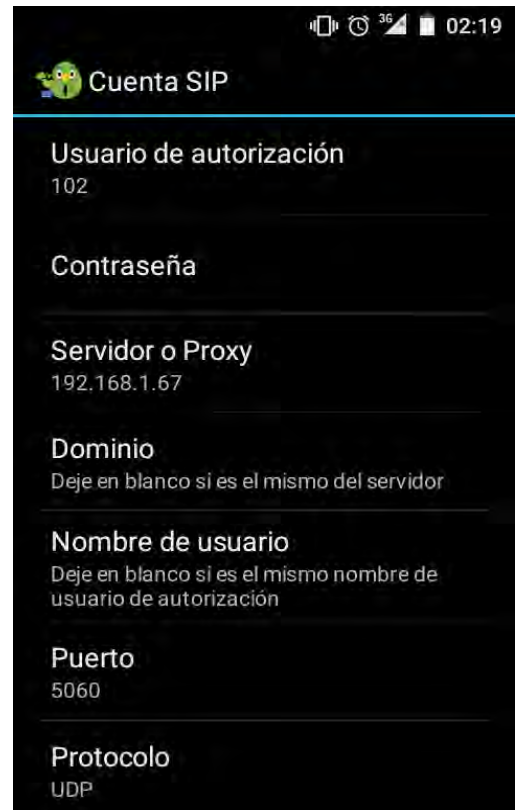 3G 02:19
Cuenta SIP
Usuario de autorización
102
Contraseña
Servidor o Proxy
192.168.1.67
Dominio
Deje en blanco si es el mismo del servidor
Nombre de usuario
Deje en blanco si es el mismo nombre de
usuario de autorización
Puerto
5060
Protocolo
UDP